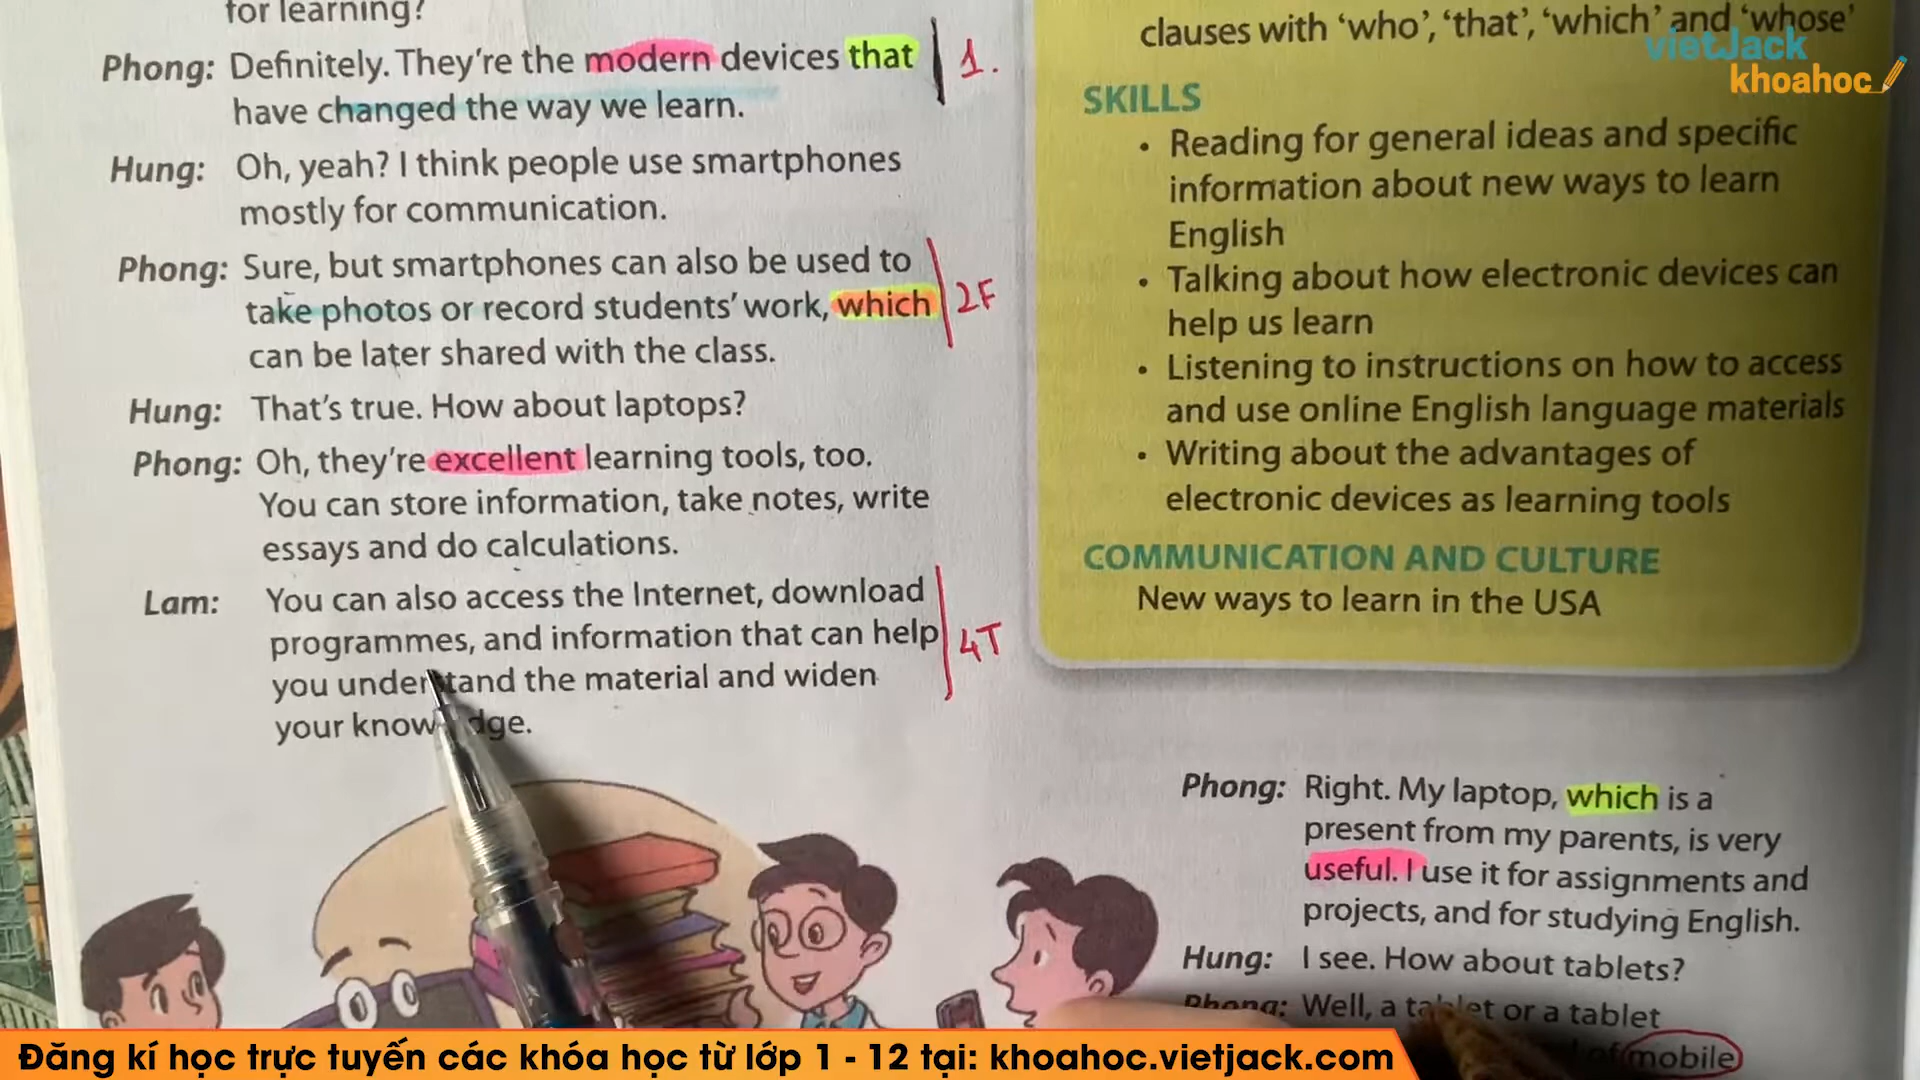 for learning?
Phong: Definitely. They're the modern devices that
have changed the way we learn.
1.
Hung: Oh, yeah? I think people use smartphones
mostly for communication.
Phong: Sure, but smartphones can also be used to
take photos or record students' work, which
can be later shared with the class.
2F
Hung: That's true. How about laptops?
Phong: Oh, they're excellent learning tools, too.
You can store information, take notes, write
essays and do calculations.
Lam: You can also access the Internet, download
programmes, and information that can help
you understand the material and widen
your
4T
clauses with 'who', 'that', 'which' and 'whose'
vietJack
khoahoc
SKILLS
• Reading for general ideas and specific
information about new ways to learn
English
• Talking about how electronic devices can
help us learn
• Listening to instructions on how to access
and use online English language materials
• Writing about the advantages of
electronic devices as learning tools
COMMUNICATION AND CULTURE
New ways to learn in the USA
Phong: Right. My laptop, which is a
present from my parents, is very
useful. I use it for assignments and
projects, and for studying English.
Hung: I see. How about tablets?
Phong: Well, a tablet or a tablet
of mobile
Đăng kí học trực tuyến các khóa học từ lớp 1 - 12 tại: khoahoc.vietjack.com